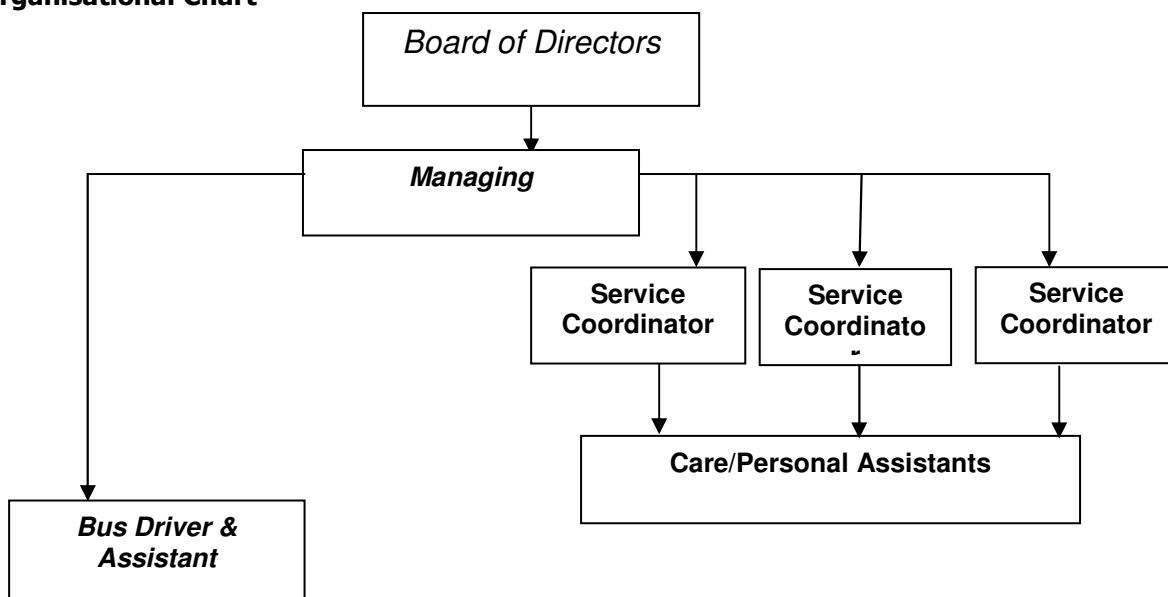 rganisational Chart
Board of Directors
Managing
Service
Coordinator
Service
Coordinato
r
Service
Coordinator
Care/Personal Assistants
Bus Driver &
Assistant